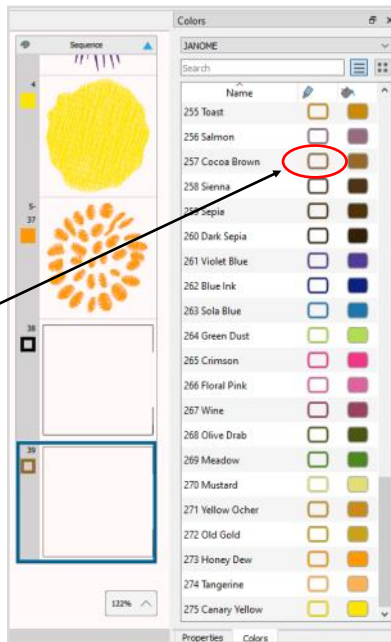 Colors
Sequence
4
5-
37
38
39
122%
JANOME
Search
Name
255 Toast
256 Salmon
257 Cocoa Brown
258 Sienna
259 Sepia
260 Dark Sepia
261 Violet Blue
262 Blue Ink
263 Sola Blue
264 Green Dust
265 Crimson
266 Floral Pink
267 Wine
268 Olive Drab
269 Meadow
270 Mustard
271 Yellow Ocher
272 Old Gold
273 Honey Dew
274 Tangerine
275 Canary Yellow
Properties Colors